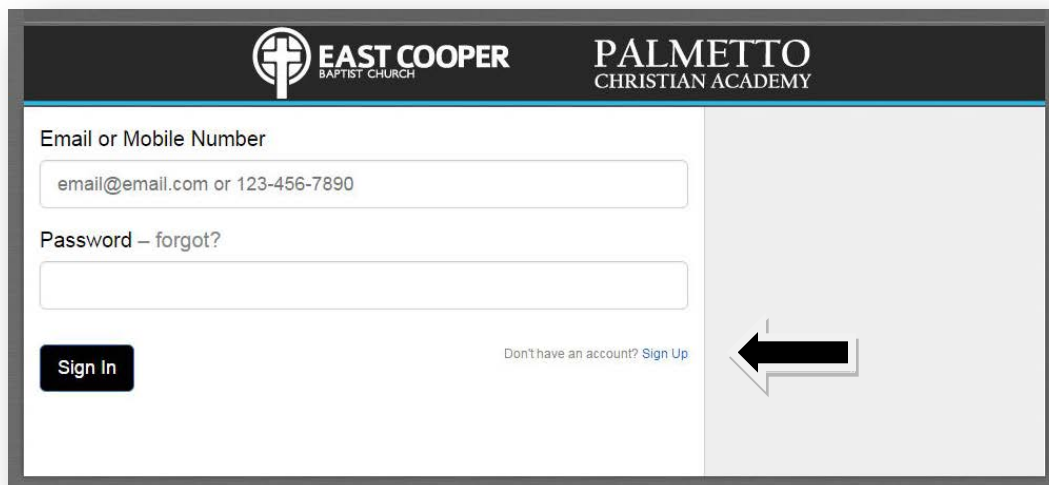 EAST COOPER
BAPTIST CHURCH
PALMETTO
CHRISTIAN ACADEMY
Email or Mobile Number
email@email.com or 123-456-7890
Password – forgot?
Sign In
Don't have an account? Sign Up